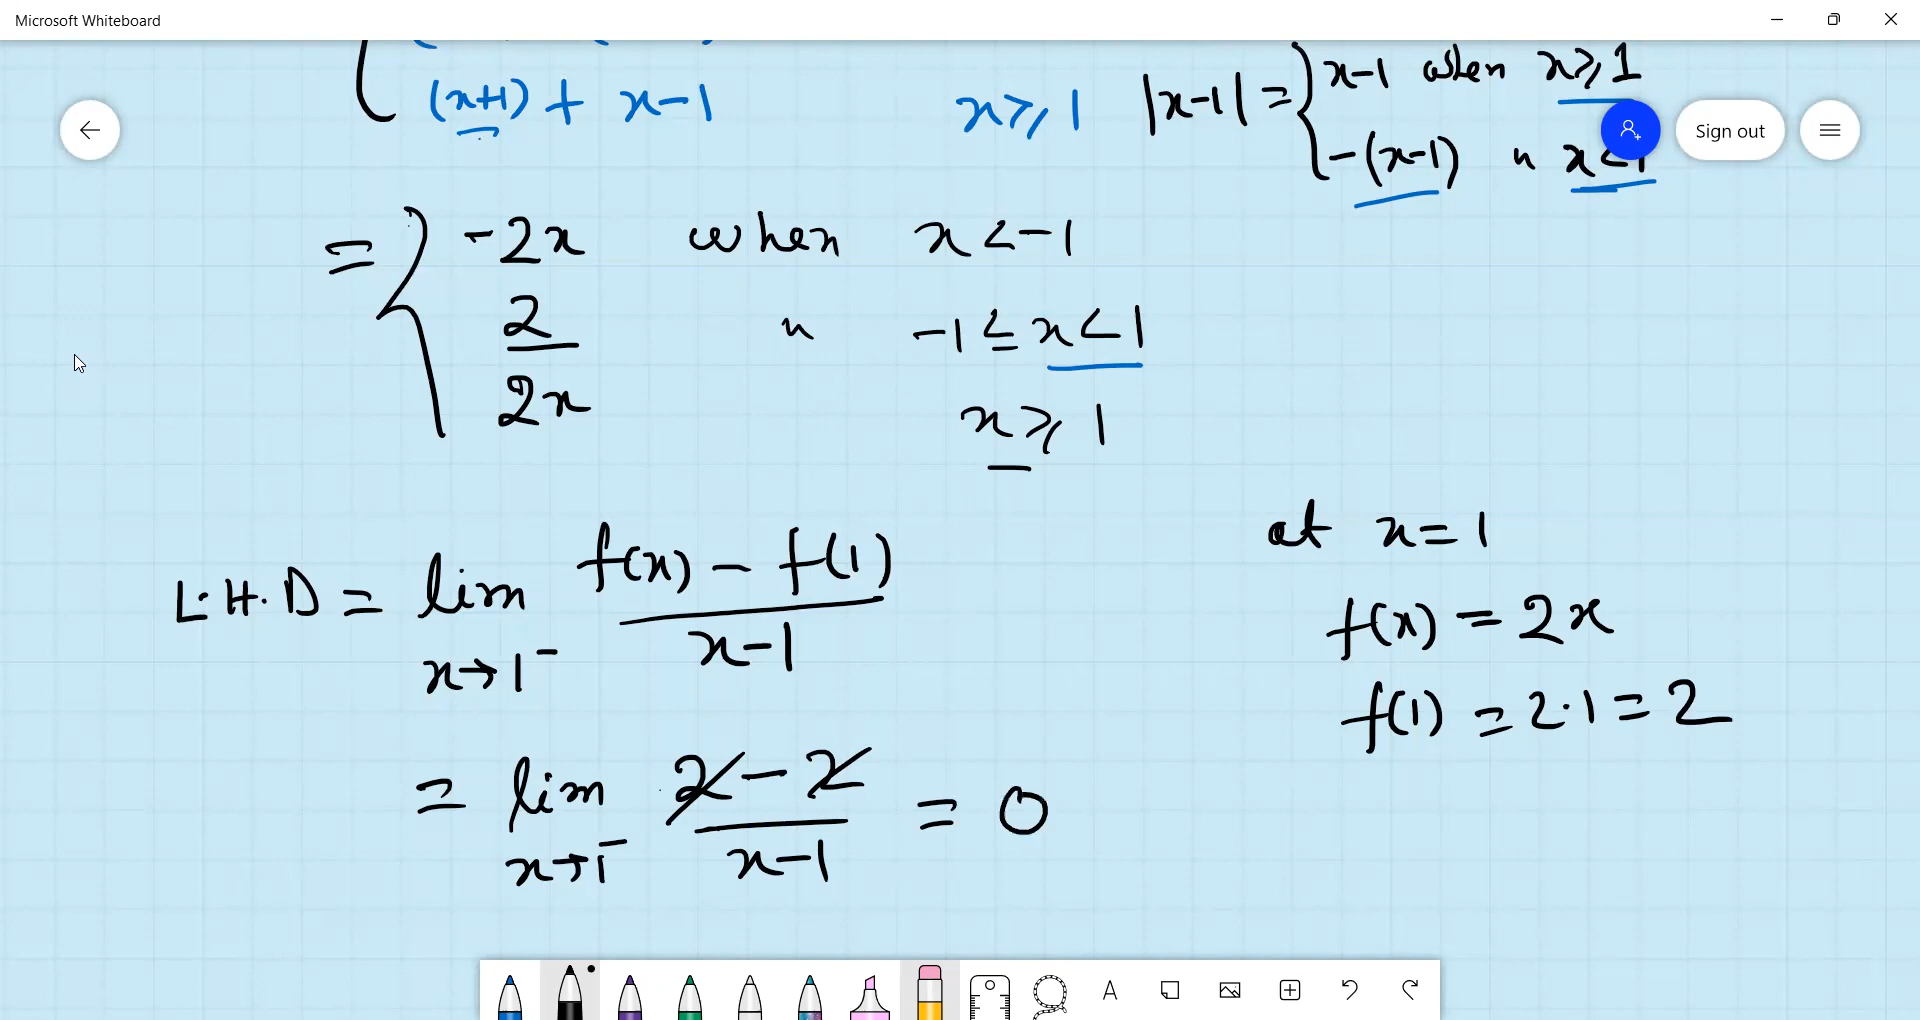 Microsoft Whiteboard
(x+1) + x-1 x≥1
|x-1| = { x-1 when x≥1
-(x-1) " x<1
Sign out
= { -2x when x<-1
2 " -1≤x<1
2x x≥1
at x=1
L.H.D = lim x→1⁻ (f(x) - f(1))/(x-1)
f(x) = 2x
f(1) = 2·1 = 2
= lim x→1⁻ (2-2)/(x-1) = 0
A